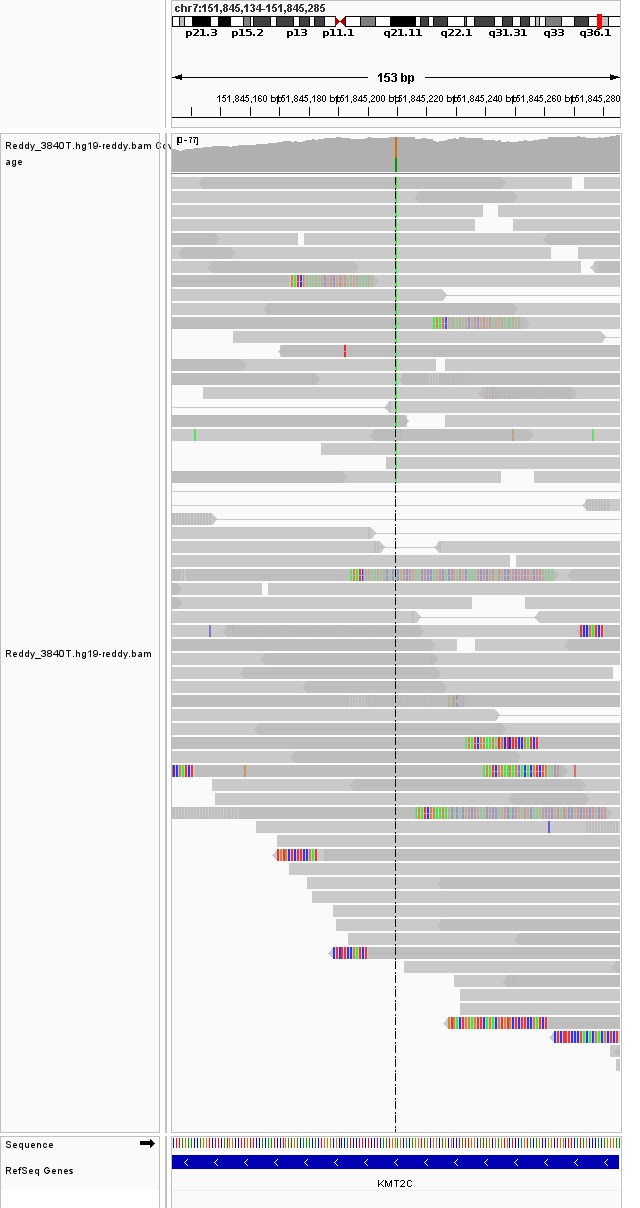 chr7:151,845,134-151,845,285
p21.3 p15.2 p13 p11.1 q21.11 q22.1 q31.31 q33 q36.1
153 bp
151,845,160 bp 151,845,180 bp 151,845,200 bp 151,845,220 bp 151,845,240 bp 151,845,260 bp 151,845,280
[0 - 77]
Reddy_3840T.hg19-reddy.bam Cov
age
Reddy_3840T.hg19-reddy.bam
Sequence
RefSeq Genes
KMT2C